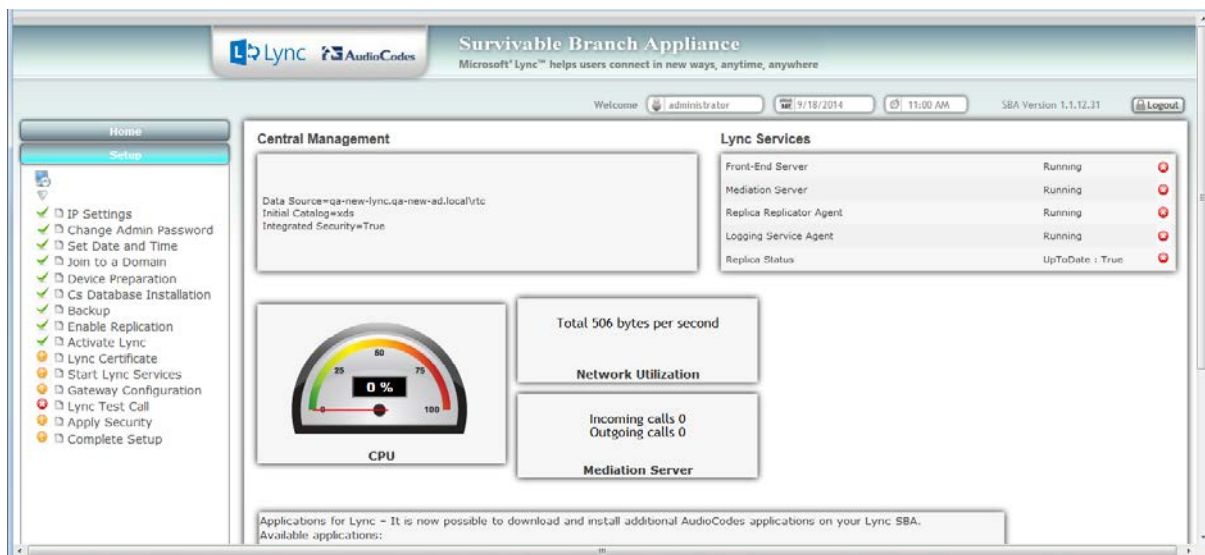 Lync AudioCodes
Survivable Branch Appliance
Microsoft® Lync™ helps users connect in new ways, anytime, anywhere
Welcome administrator 9/18/2014 11:00 AM SBA Version 1.1.12.31 Logout
Home
Setup
IP Settings
Change Admin Password
Set Date and Time
Join to a Domain
Device Preparation
Cs Database Installation
Backup
Enable Replication
Activate Lync
Lync Certificate
Start Lync Services
Gateway Configuration
Lync Test Call
Apply Security
Complete Setup
Central Management
Data Source=qa-new-lync.qa-new-ad.local\rtc
Initial Catalog=xds
Integrated Security=True
Lync Services
Front-End Server Running
Mediation Server Running
Replica Replicator Agent Running
Logging Service Agent Running
Replica Status UpToDate : True
0 25 50 75 100
0 %
CPU
Total 506 bytes per second
Network Utilization
Incoming calls 0
Outgoing calls 0
Mediation Server
Applications for Lync - It is now possible to download and install additional AudioCodes applications on your Lync SBA.
Available applications: